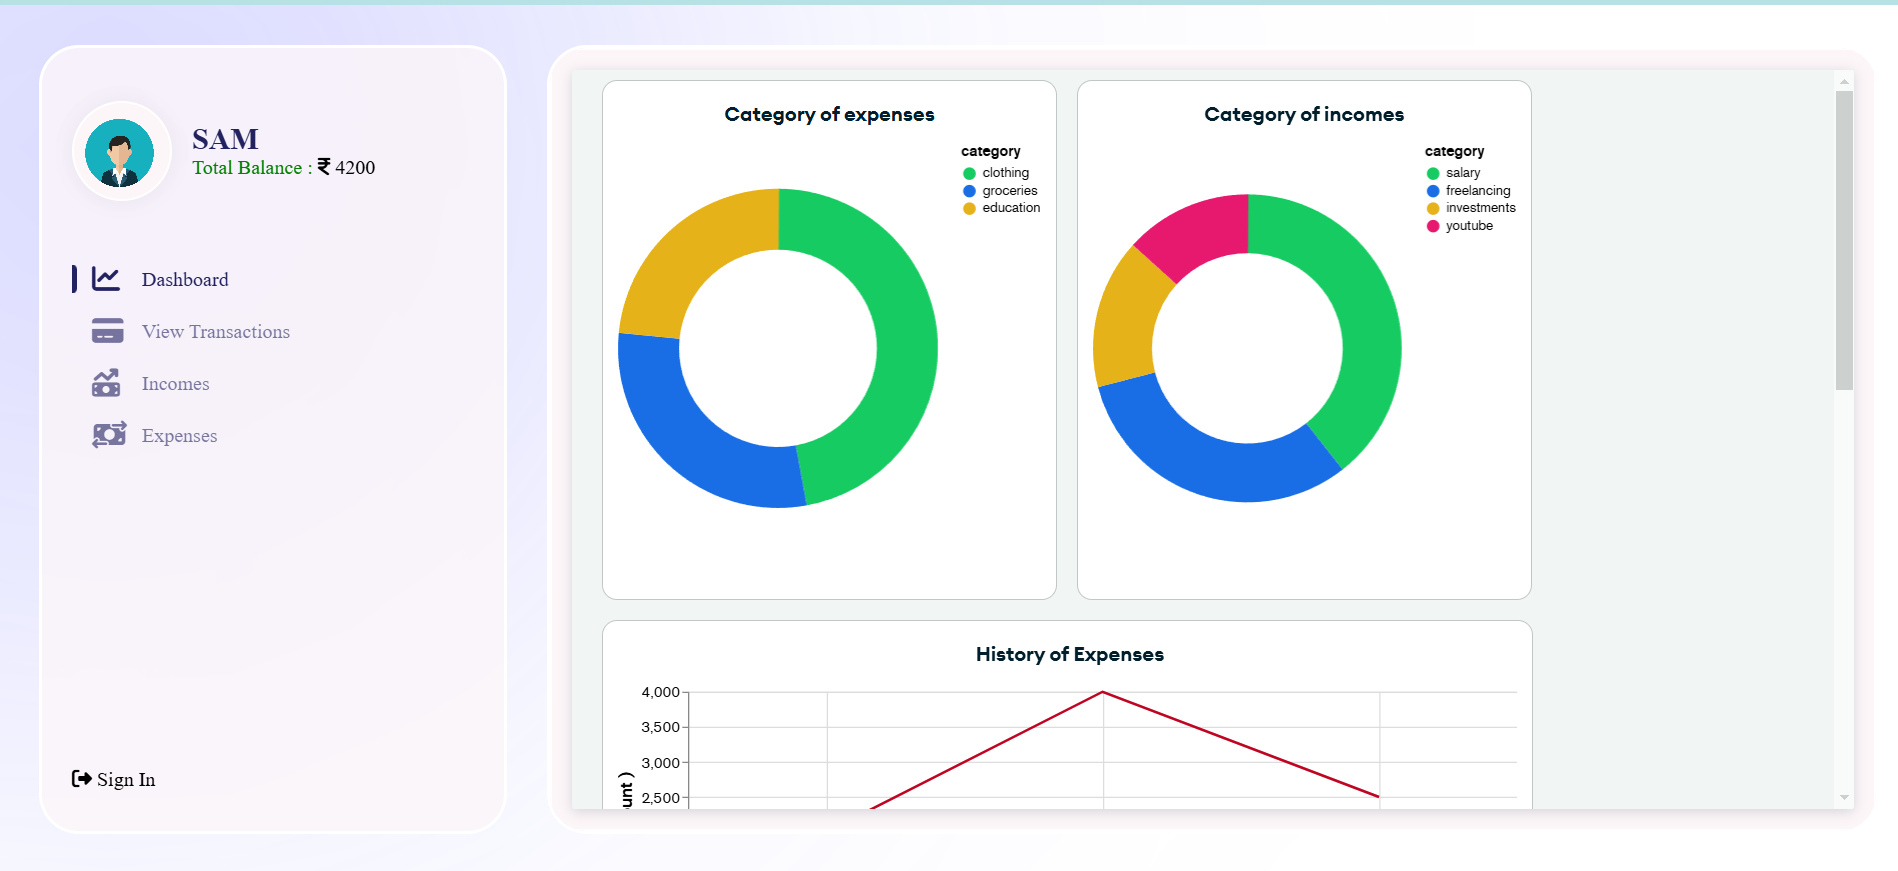 SAM
Total Balance : ₹ 4200
Dashboard
View Transactions
Incomes
Expenses
Sign In
Category of expenses
category
clothing
groceries
education
Category of incomes
category
salary
freelancing
investments
youtube
History of Expenses
4,000
3,500
3,000
2,500